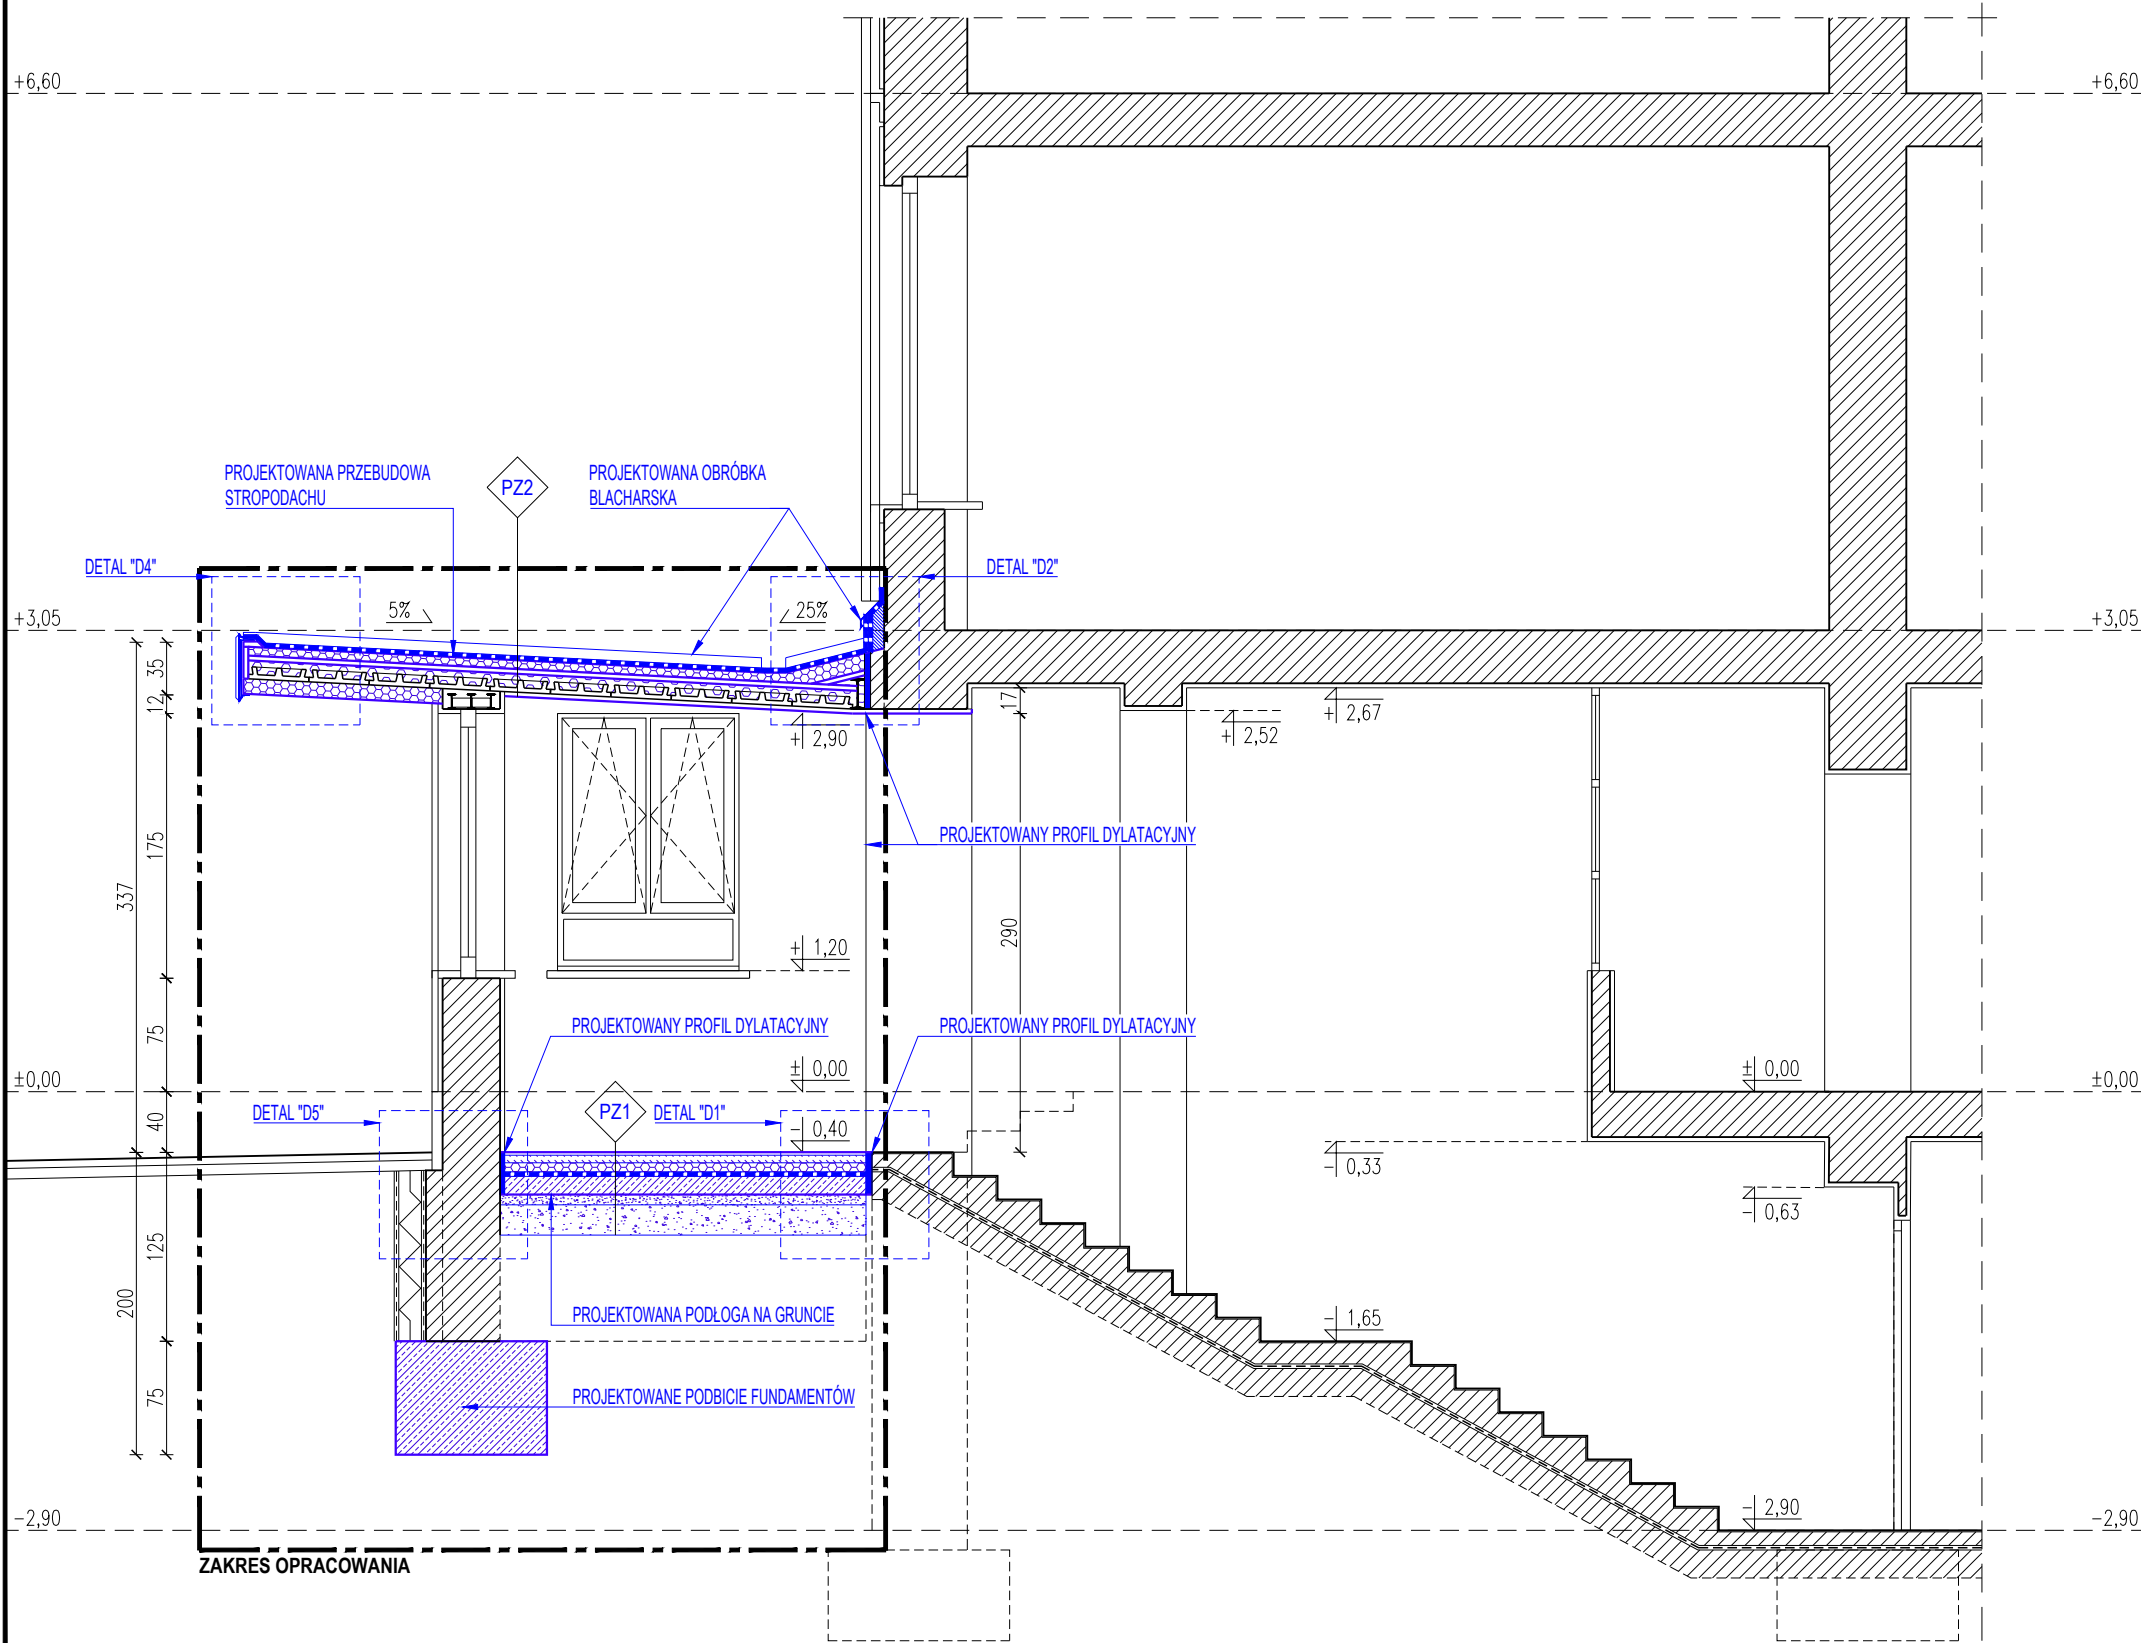 +6,60
+6,60
PROJEKTOWANA PRZEBUDOWA
STROPODACHU
PZ2
PROJEKTOWANA OBRÓBKA
BLACHARSKA
DETAL "D4"
DETAL "D2"
+3,05
5%
25%
+3,05
35
12
17
+ 2,90
+ 2,52
+ 2,67
175
337
PROJEKTOWANY PROFIL DYLATACYJNY
290
+ 1,20
75
PROJEKTOWANY PROFIL DYLATACYJNY
PROJEKTOWANY PROFIL DYLATACYJNY
±0,00
± 0,00
± 0,00
±0,00
40
DETAL "D5"
PZ1
DETAL "D1"
- 0,40
- 0,33
- 0,63
125
200
PROJEKTOWANA PODŁOGA NA GRUNCIE
- 1,65
75
PROJEKTOWANE PODBICIE FUNDAMENTÓW
-2,90
- 2,90
-2,90
ZAKRES OPRACOWANIA